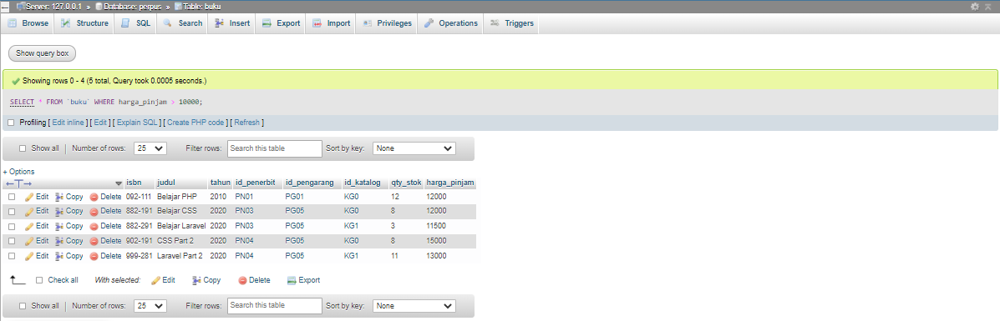 Server: 127.0.0.1 » Database: perpus » Table: buku
Browse Structure SQL Search Insert Export Import Privileges Operations Triggers
Show query box
Showing rows 0 - 4 (5 total, Query took 0.0005 seconds.)
SELECT * FROM `buku` WHERE harga_pinjam > 10000;
Profiling [ Edit inline ] [ Edit ] [ Explain SQL ] [ Create PHP code ] [ Refresh ]
Show all | Number of rows: 25 Filter rows: Search this table Sort by key: None
+ Options
←T→ isbn judul tahun id_penerbit id_pengarang id_katalog qty_stok harga_pinjam
Edit Copy Delete 092-111 Belajar PHP 2010 PN01 PG01 KG0 12 12000
Edit Copy Delete 882-191 Belajar CSS 2020 PN03 PG05 KG0 8 12000
Edit Copy Delete 882-291 Belajar Laravel 2020 PN03 PG05 KG1 3 11500
Edit Copy Delete 902-191 CSS Part 2 2020 PN04 PG05 KG0 8 15000
Edit Copy Delete 999-281 Laravel Part 2 2020 PN04 PG05 KG1 11 13000
Check all With selected: Edit Copy Delete Export
Show all | Number of rows: 25 Filter rows: Search this table Sort by key: None